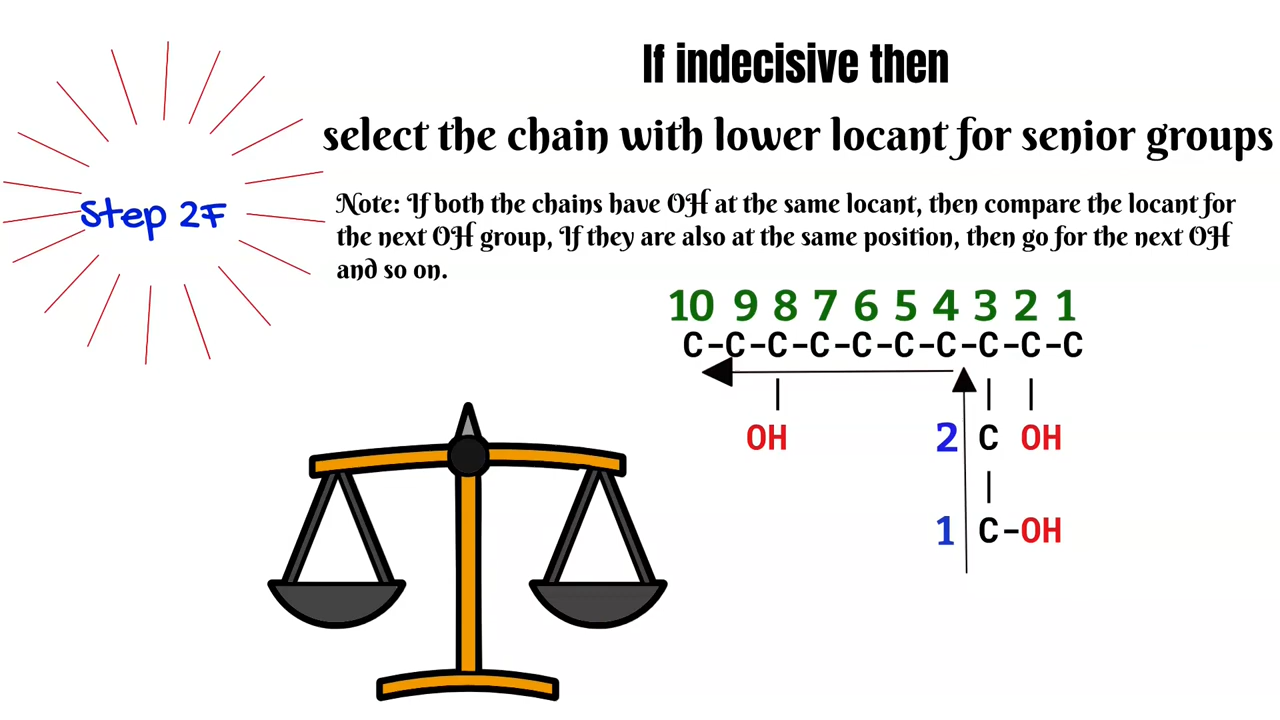 If indecisive then
select the chain with lower locant for senior groups
Step 2F
Note: If both the chains have OH at the same locant, then compare the locant for
the next OH group, If they are also at the same position, then go for the next OH
and so on.
10 9 8 7 6 5 4 3 2 1
C-C-C-C-C-C-C-C-C-C
| | |
OH 2 C OH
|
1 C-OH